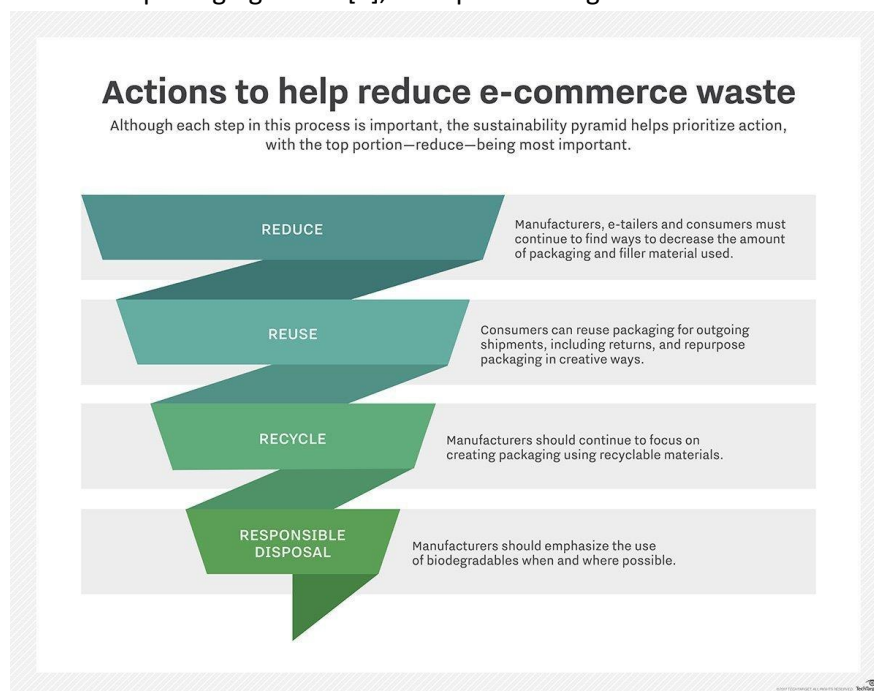 Actions to help reduce e-commerce waste
Although each step in this process is important, the sustainability pyramid helps prioritize action,
with the top portion—reduce—being most important.
REDUCE
Manufacturers, e-tailers and consumers must
continue to find ways to decrease the amount
of packaging and filler material used.
REUSE
Consumers can reuse packaging for outgoing
shipments, including returns, and repurpose
packaging in creative ways.
RECYCLE
Manufacturers should continue to focus on
creating packaging using recyclable materials.
RESPONSIBLE
DISPOSAL
Manufacturers should emphasize the use
of biodegradables when and where possible.